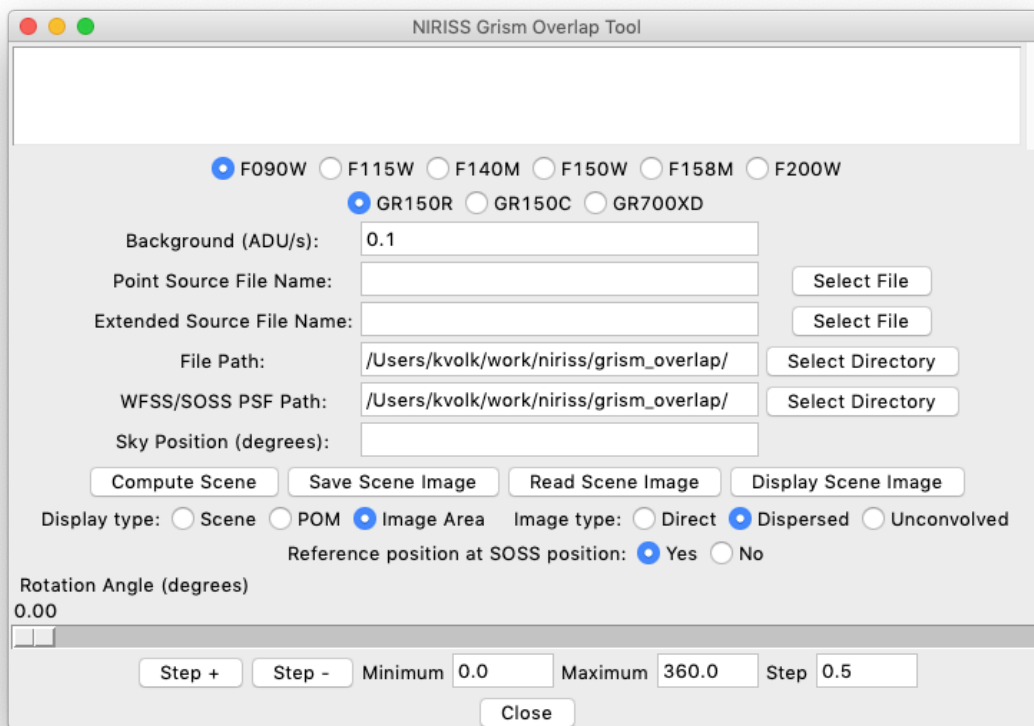 NIRISS Grism Overlap Tool
F090W F115W F140M F150W F158M F200W
GR150R GR150C GR700XD
Background (ADU/s): 0.1
Point Source File Name: Select File
Extended Source File Name: Select File
File Path: /Users/kvolk/work/niriss/grism_overlap/ Select Directory
WFSS/SOSS PSF Path: /Users/kvolk/work/niriss/grism_overlap/ Select Directory
Sky Position (degrees):
Compute Scene Save Scene Image Read Scene Image Display Scene Image
Display type: Scene POM Image Area Image type: Direct Dispersed Unconvolved
Reference position at SOSS position: Yes No
Rotation Angle (degrees)
0.00
Step + Step - Minimum 0.0 Maximum 360.0 Step 0.5
Close